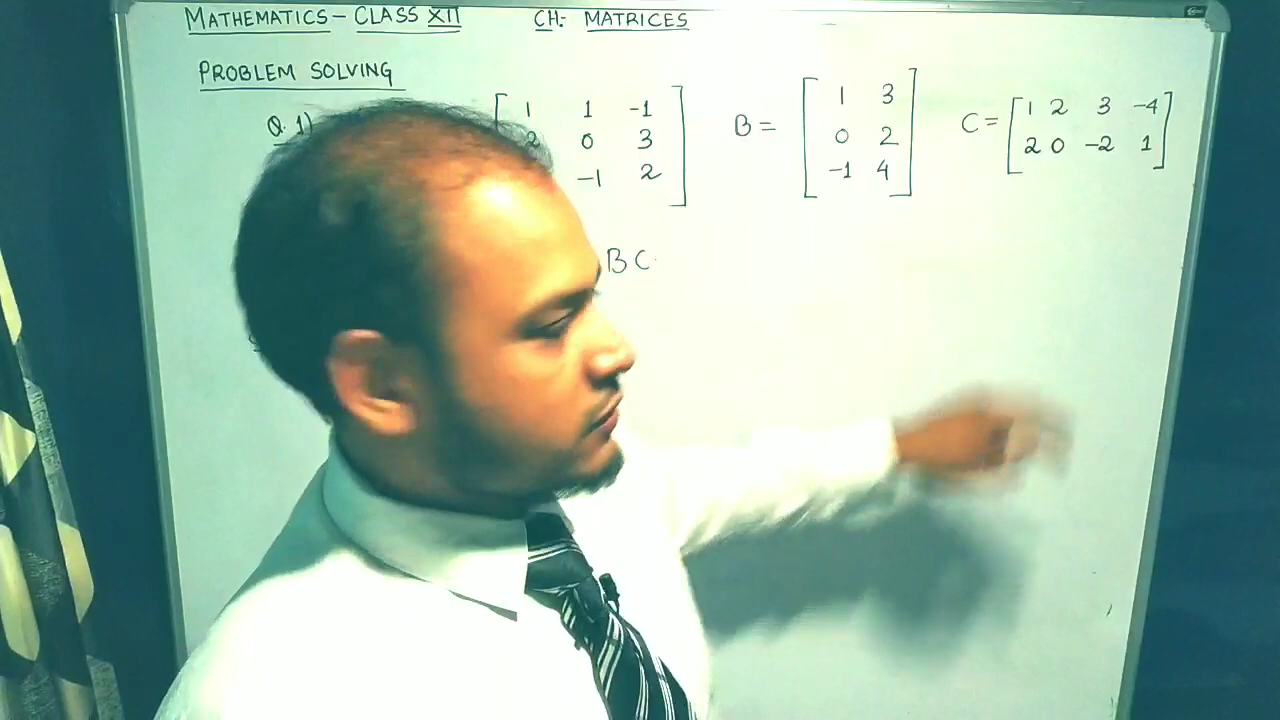 MATHEMATICS - CLASS XII CH: MATRICES
PROBLEM SOLVING
Q. 1) [ 1 1 -1 B = [ 1 3 C = [ 1 2 3 -4
2 0 3 ] 0 2 ] 2 0 -2 1 ]
-1 2 -1 4
BC.